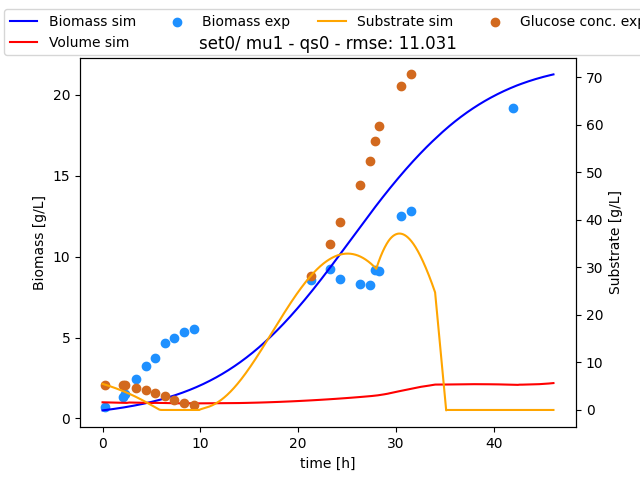 Biomass sim Biomass exp Substrate sim Glucose conc. exp
Volume sim
set0/ mu1 - qs0 - rmse: 11.031
Biomass [g/L]
20
15
10
5
0
70
60
50
40
30
20
10
0
Substrate [g/L]
0 10 20 30 40
time [h]